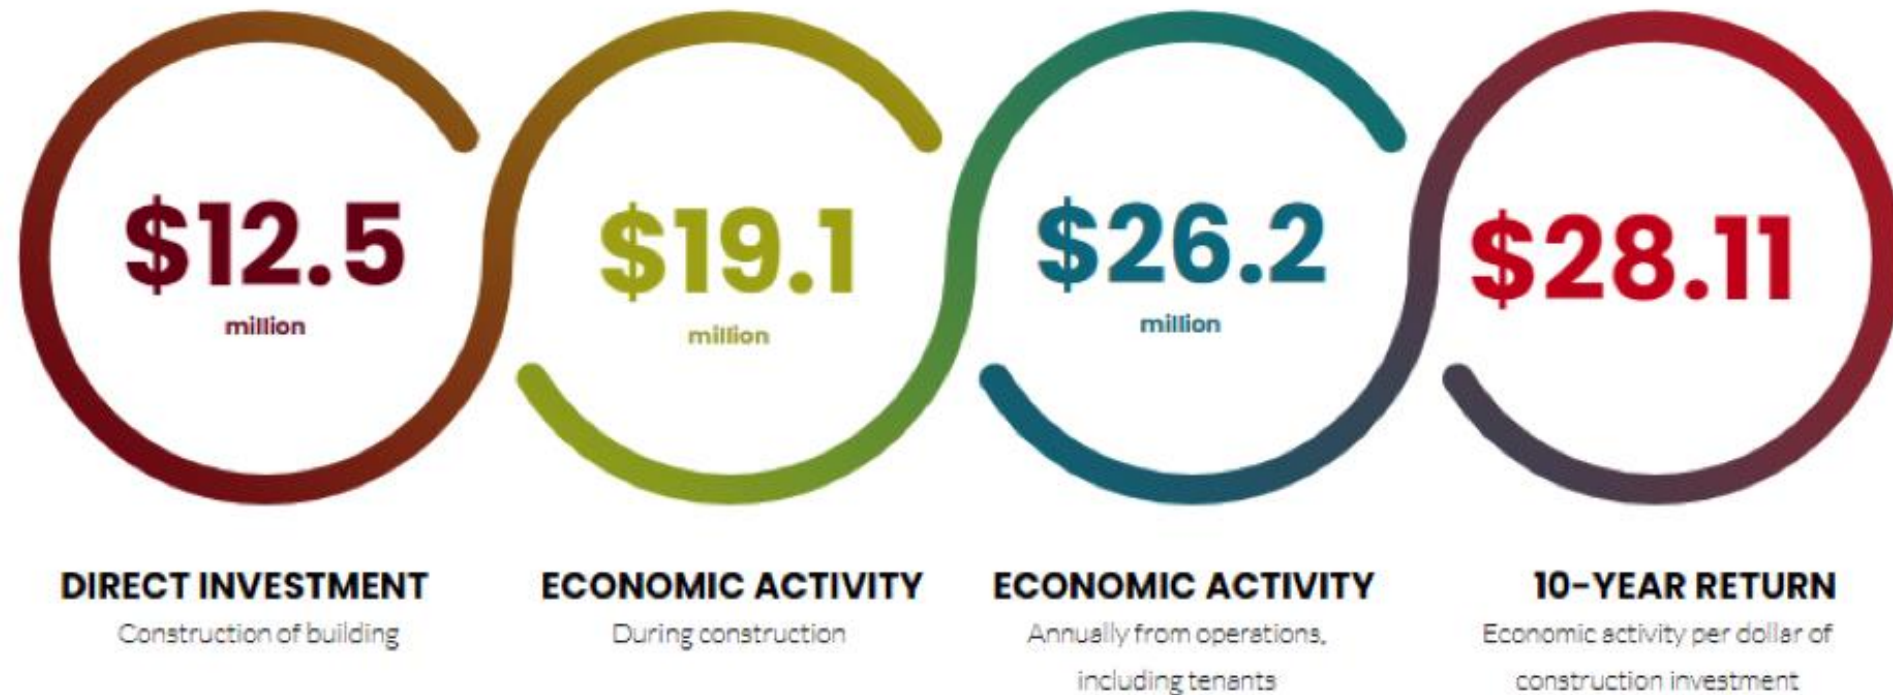 $12.5
million
$19.1
million
$26.2
million
$28.11
DIRECT INVESTMENT
Construction of building
ECONOMIC ACTIVITY
During construction
ECONOMIC ACTIVITY
Annually from operations,
including tenants
10-YEAR RETURN
Economic activity per dollar of
construction investment